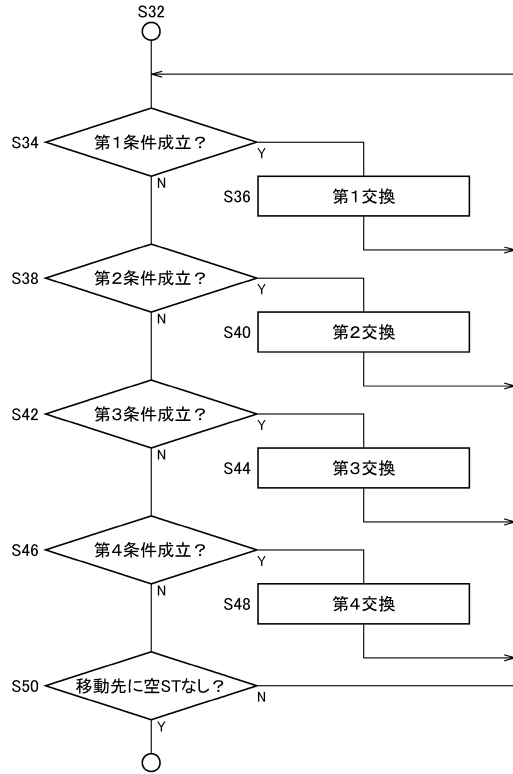 S32
S34
第1条件成立？
Y
N
S36
第1交換
S38
第2条件成立？
Y
N
S40
第2交換
S42
第3条件成立？
Y
N
S44
第3交換
S46
第4条件成立？
Y
N
S48
第4交換
S50
移動先に空STなし？
N
Y